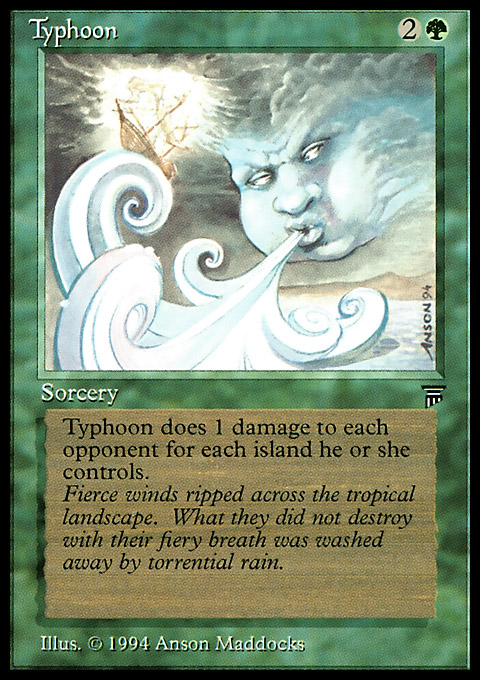 Typhoon
2
ANSON 94
Sorcery
Typhoon does 1 damage to each
opponent for each island he or she
controls.
Fierce winds ripped across the tropical
landscape. What they did not destroy
with their fiery breath was washed
away by torrential rain.
Illus. © 1994 Anson Maddocks